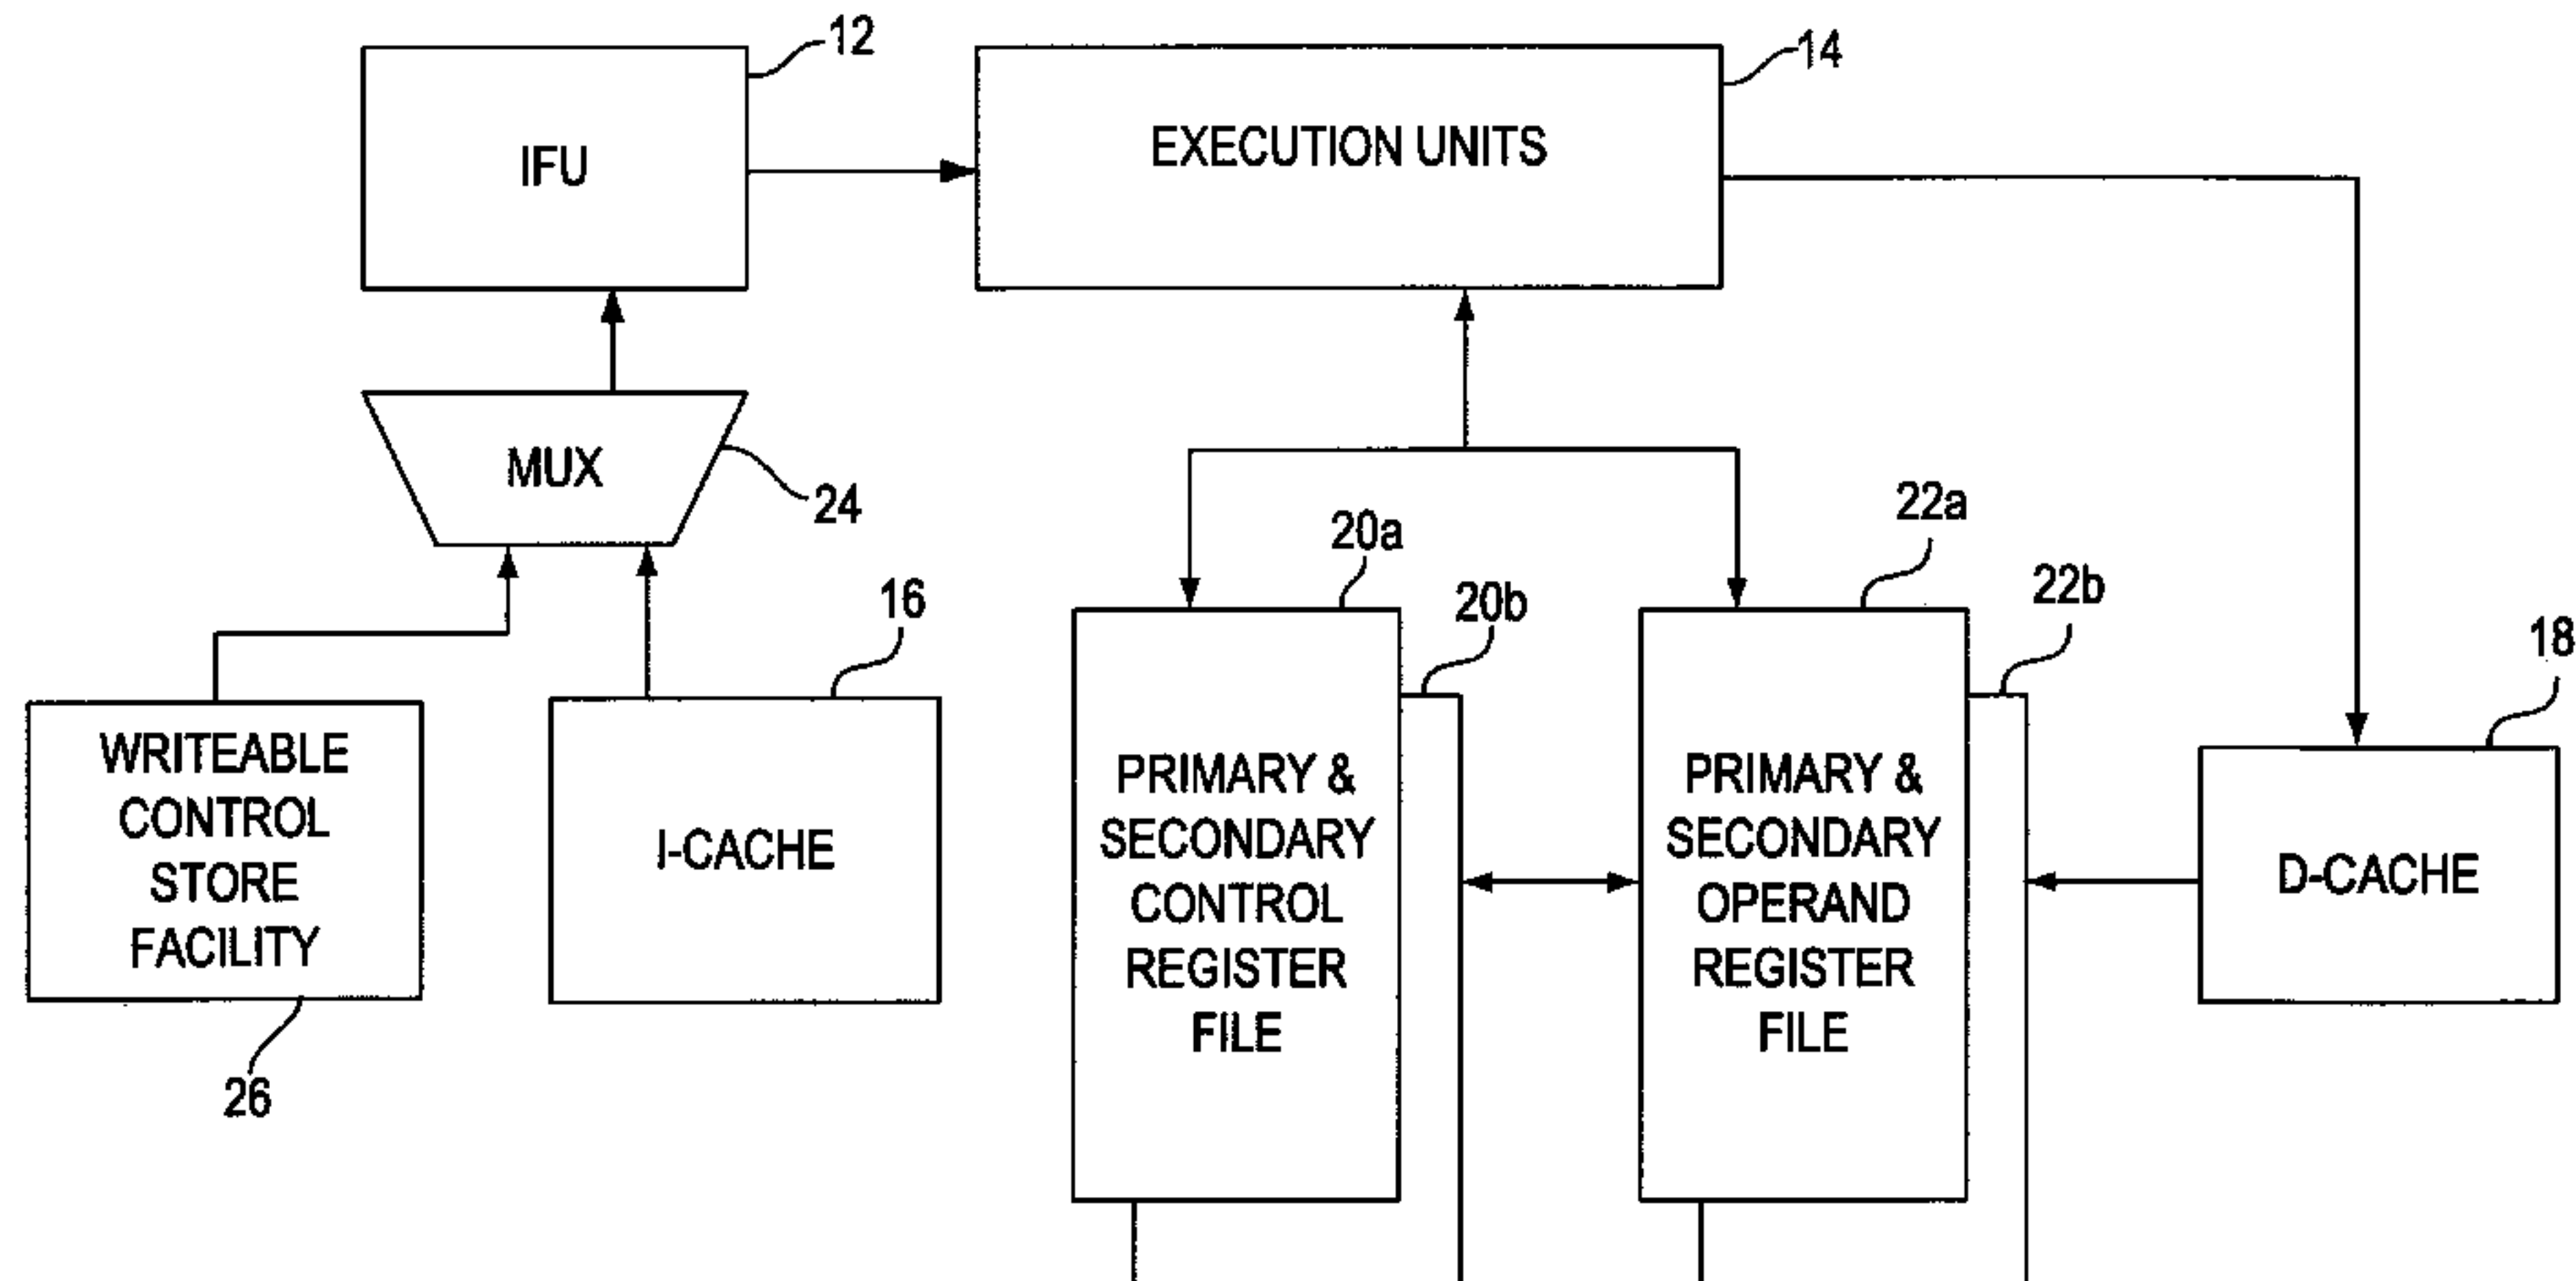 12
14
IFU
EXECUTION UNITS
MUX
24
20a
22a
16
20b
22b
18
WRITEABLE
CONTROL
STORE
FACILITY
26
I-CACHE
PRIMARY &
SECONDARY
CONTROL
REGISTER
FILE
PRIMARY &
SECONDARY
OPERAND
REGISTER
FILE
D-CACHE